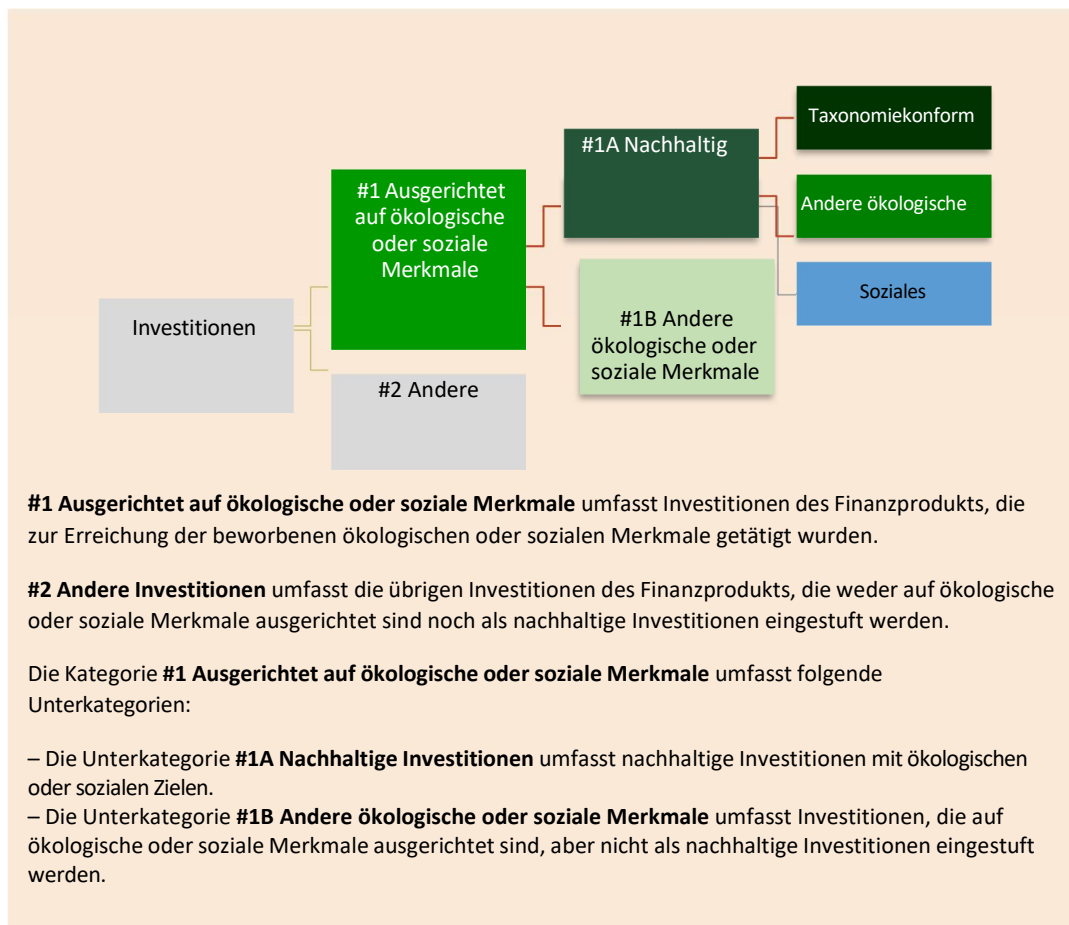 Taxonomiekonform
#1A Nachhaltig
#1 Ausgerichtet
auf ökologische
oder soziale
Merkmale
Andere ökologische
Soziales
Investitionen
#1B Andere
ökologische oder
soziale Merkmale
#2 Andere
#1 Ausgerichtet auf ökologische oder soziale Merkmale umfasst Investitionen des Finanzprodukts, die
zur Erreichung der beworbenen ökologischen oder sozialen Merkmale getätigt wurden.
#2 Andere Investitionen umfasst die übrigen Investitionen des Finanzprodukts, die weder auf ökologische
oder soziale Merkmale ausgerichtet sind noch als nachhaltige Investitionen eingestuft werden.
Die Kategorie #1 Ausgerichtet auf ökologische oder soziale Merkmale umfasst folgende
Unterkategorien:
– Die Unterkategorie #1A Nachhaltige Investitionen umfasst nachhaltige Investitionen mit ökologischen
oder sozialen Zielen.
– Die Unterkategorie #1B Andere ökologische oder soziale Merkmale umfasst Investitionen, die auf
ökologische oder soziale Merkmale ausgerichtet sind, aber nicht als nachhaltige Investitionen eingestuft
werden.